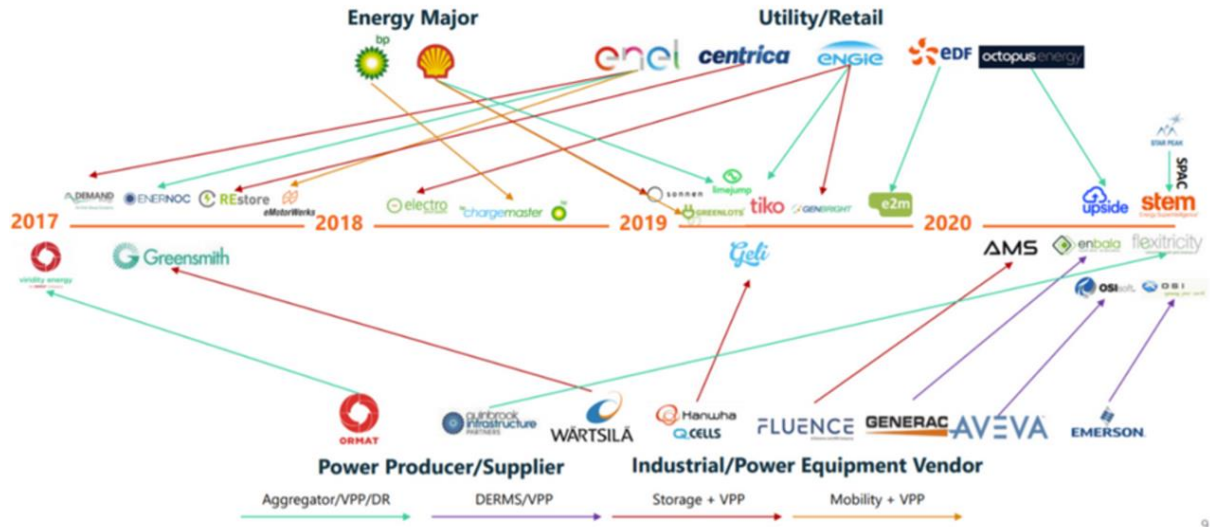 Energy Major
Utility/Retail
bp
enel
centrica
ENGIE
eDF
octopusenergy
STAR PEAK
SPAC
DEMAND
ENERNOC
REstore
eMotorWerks
electro
chargemaster
sonnen
limejump
GREENLOTS
tiko
GENBRIGHT
e2m
upside
stem
2017
2018
2019
2020
viridity energy
Greensmith
Geli
AMS
enbala
flexitricity
OSIsoft.
OSI
ORMAT
quinbrook
infrastructure
PARTNERS
WÄRTSILÄ
Hanwha
QCELLS
FLUENCE
GENERAC
AVEVA
EMERSON
Power Producer/Supplier
Industrial/Power Equipment Vendor
Aggregator/VPP/DR
DERMS/VPP
Storage + VPP
Mobility + VPP
9